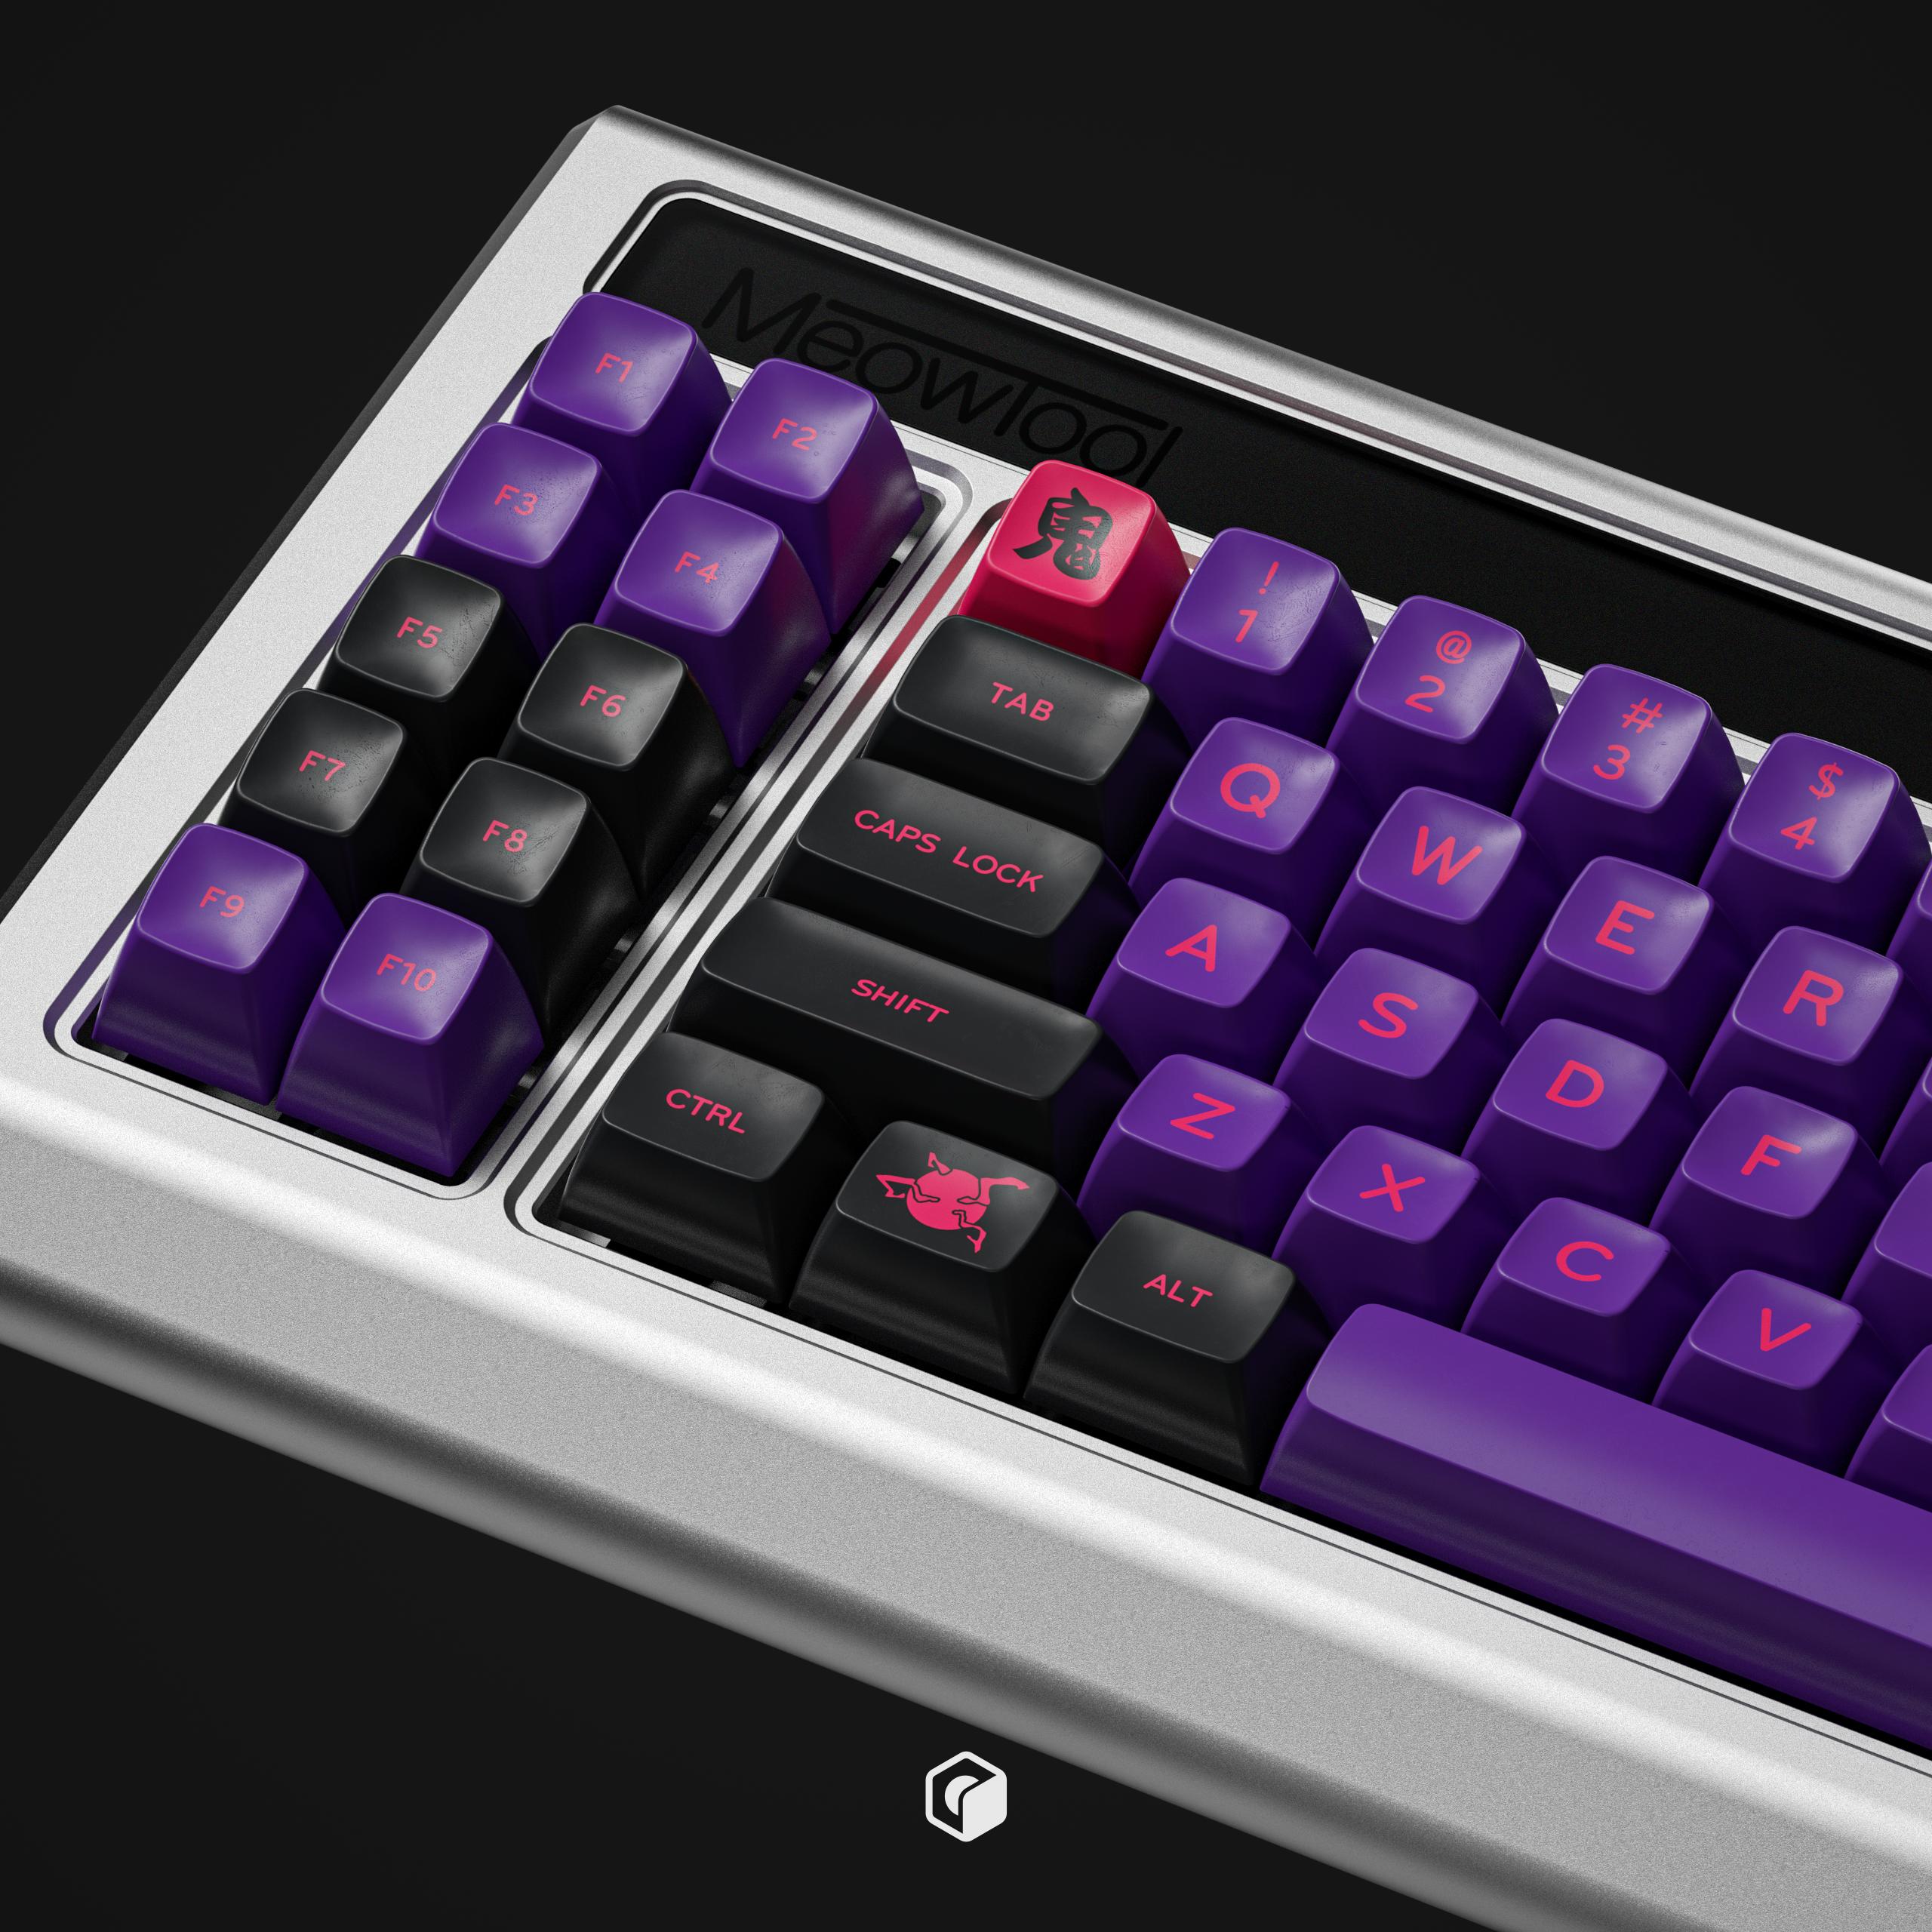 MeowTool
F1
F2
F3
F4
F5
F6
F7
F8
F9
F10
鬼
!
1
@
2
#
3
$
4
TAB
Q
W
E
R
CAPS LOCK
A
S
D
F
SHIFT
Z
X
C
V
CTRL
ALT